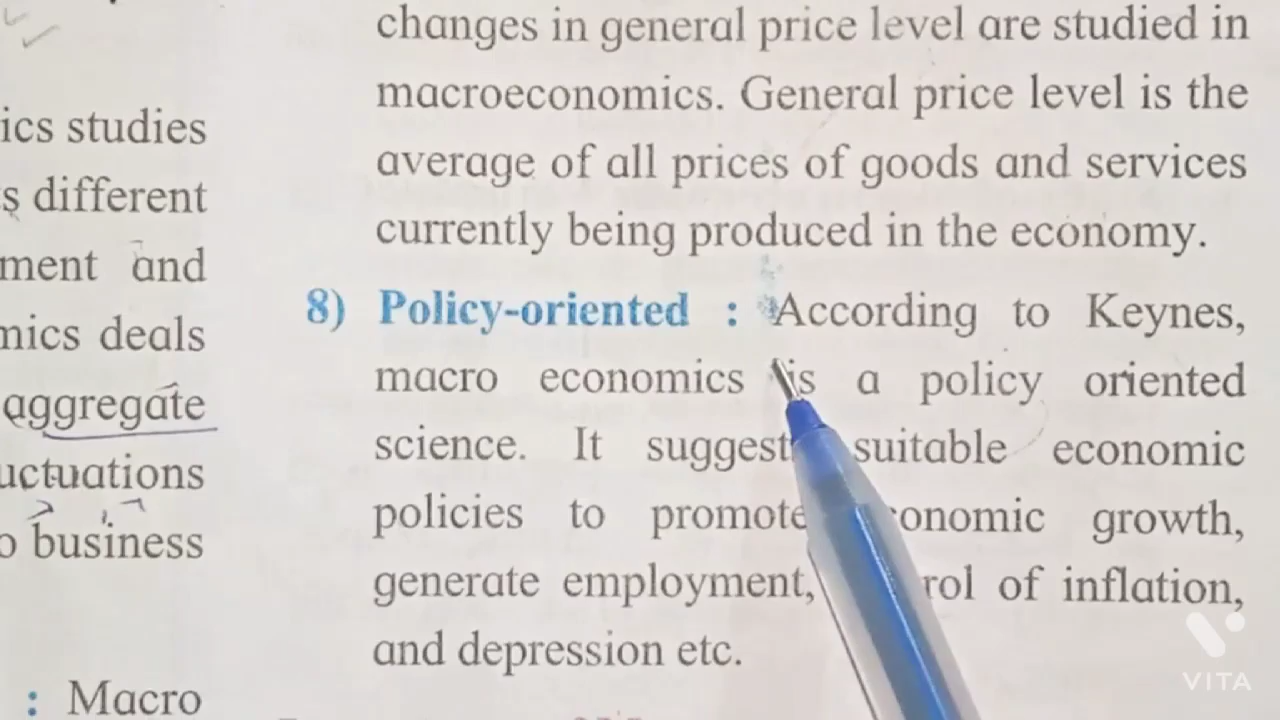 ics studies
s different
ment and
mics deals
aggregate
uctuations
o business
: Macro
changes in general price level are studied in
macroeconomics. General price level is the
average of all prices of goods and services
currently being produced in the economy.
8) Policy-oriented : According to Keynes,
macro economics is a policy oriented
science. It suggest suitable economic
policies to promote onomic growth,
generate employment, rol of inflation,
and depression etc.
VITA